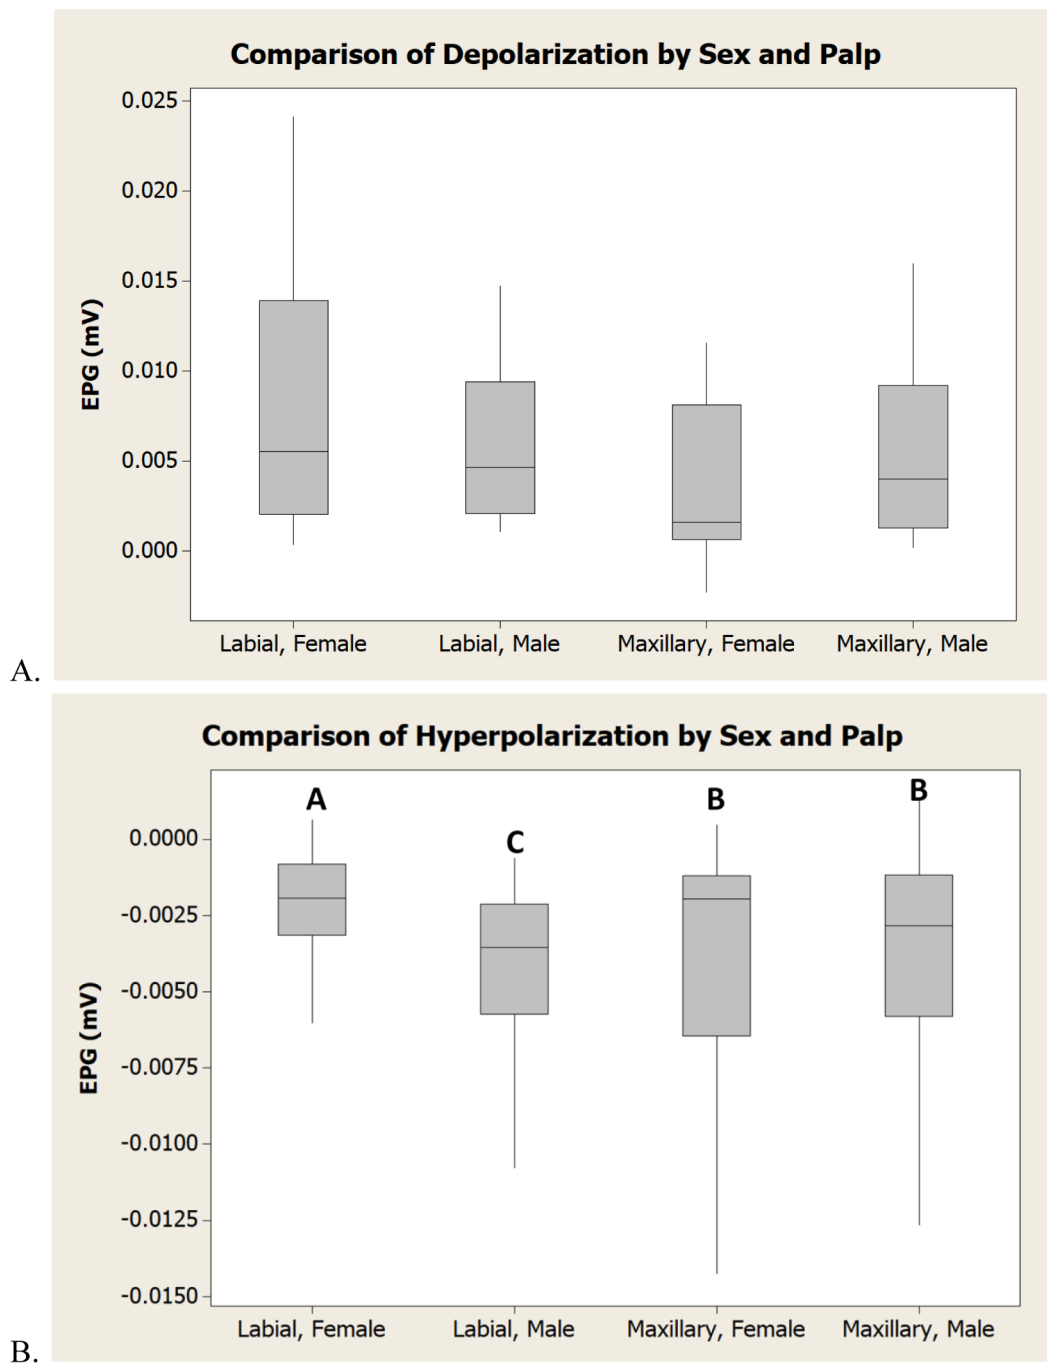 Comparison of Depolarization by Sex and Palp
0.025
0.020
0.015
0.010
0.005
0.000
EPG (mV)
Labial, Female
Labial, Male
Maxillary, Female
Maxillary, Male
A.
Comparison of Hyperpolarization by Sex and Palp
A
C
B
B
0.0000
-0.0025
-0.0050
-0.0075
-0.0100
-0.0125
-0.0150
EPG (mV)
Labial, Female
Labial, Male
Maxillary, Female
Maxillary, Male
B.